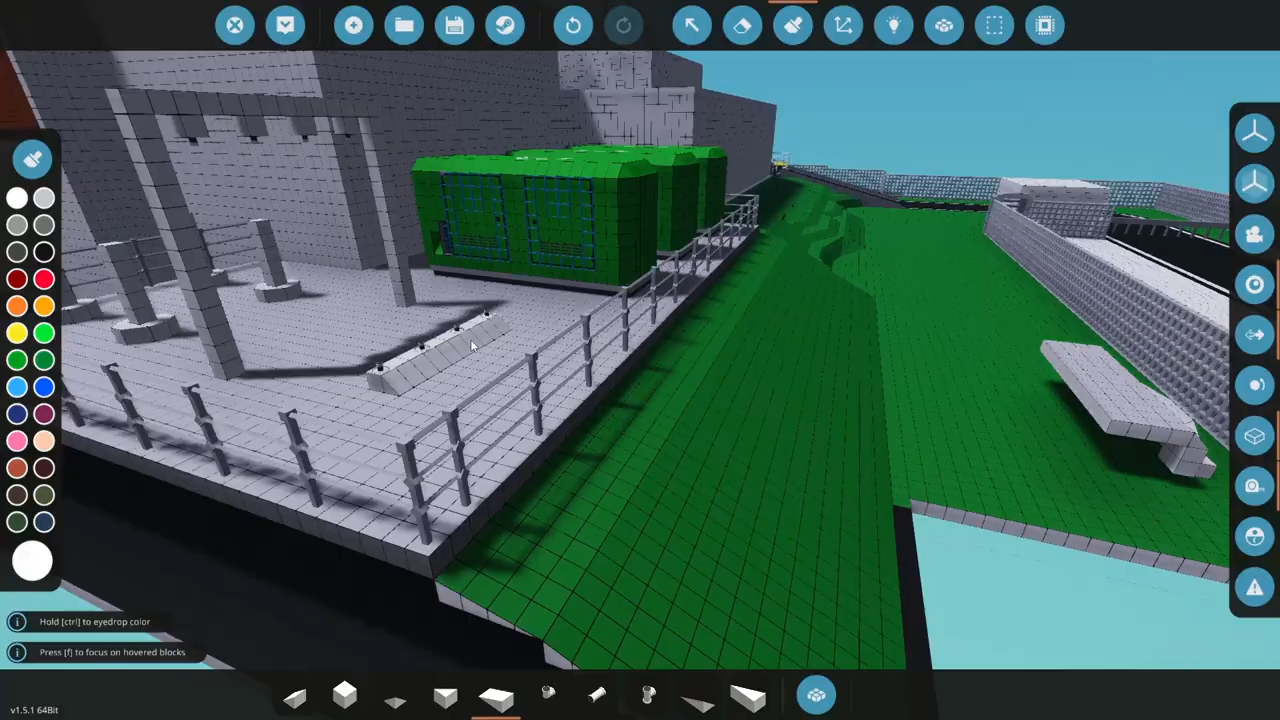 Hold [ctrl] to eyedrop color
Press [f] to focus on hovered blocks
v1.5.1 64Bit